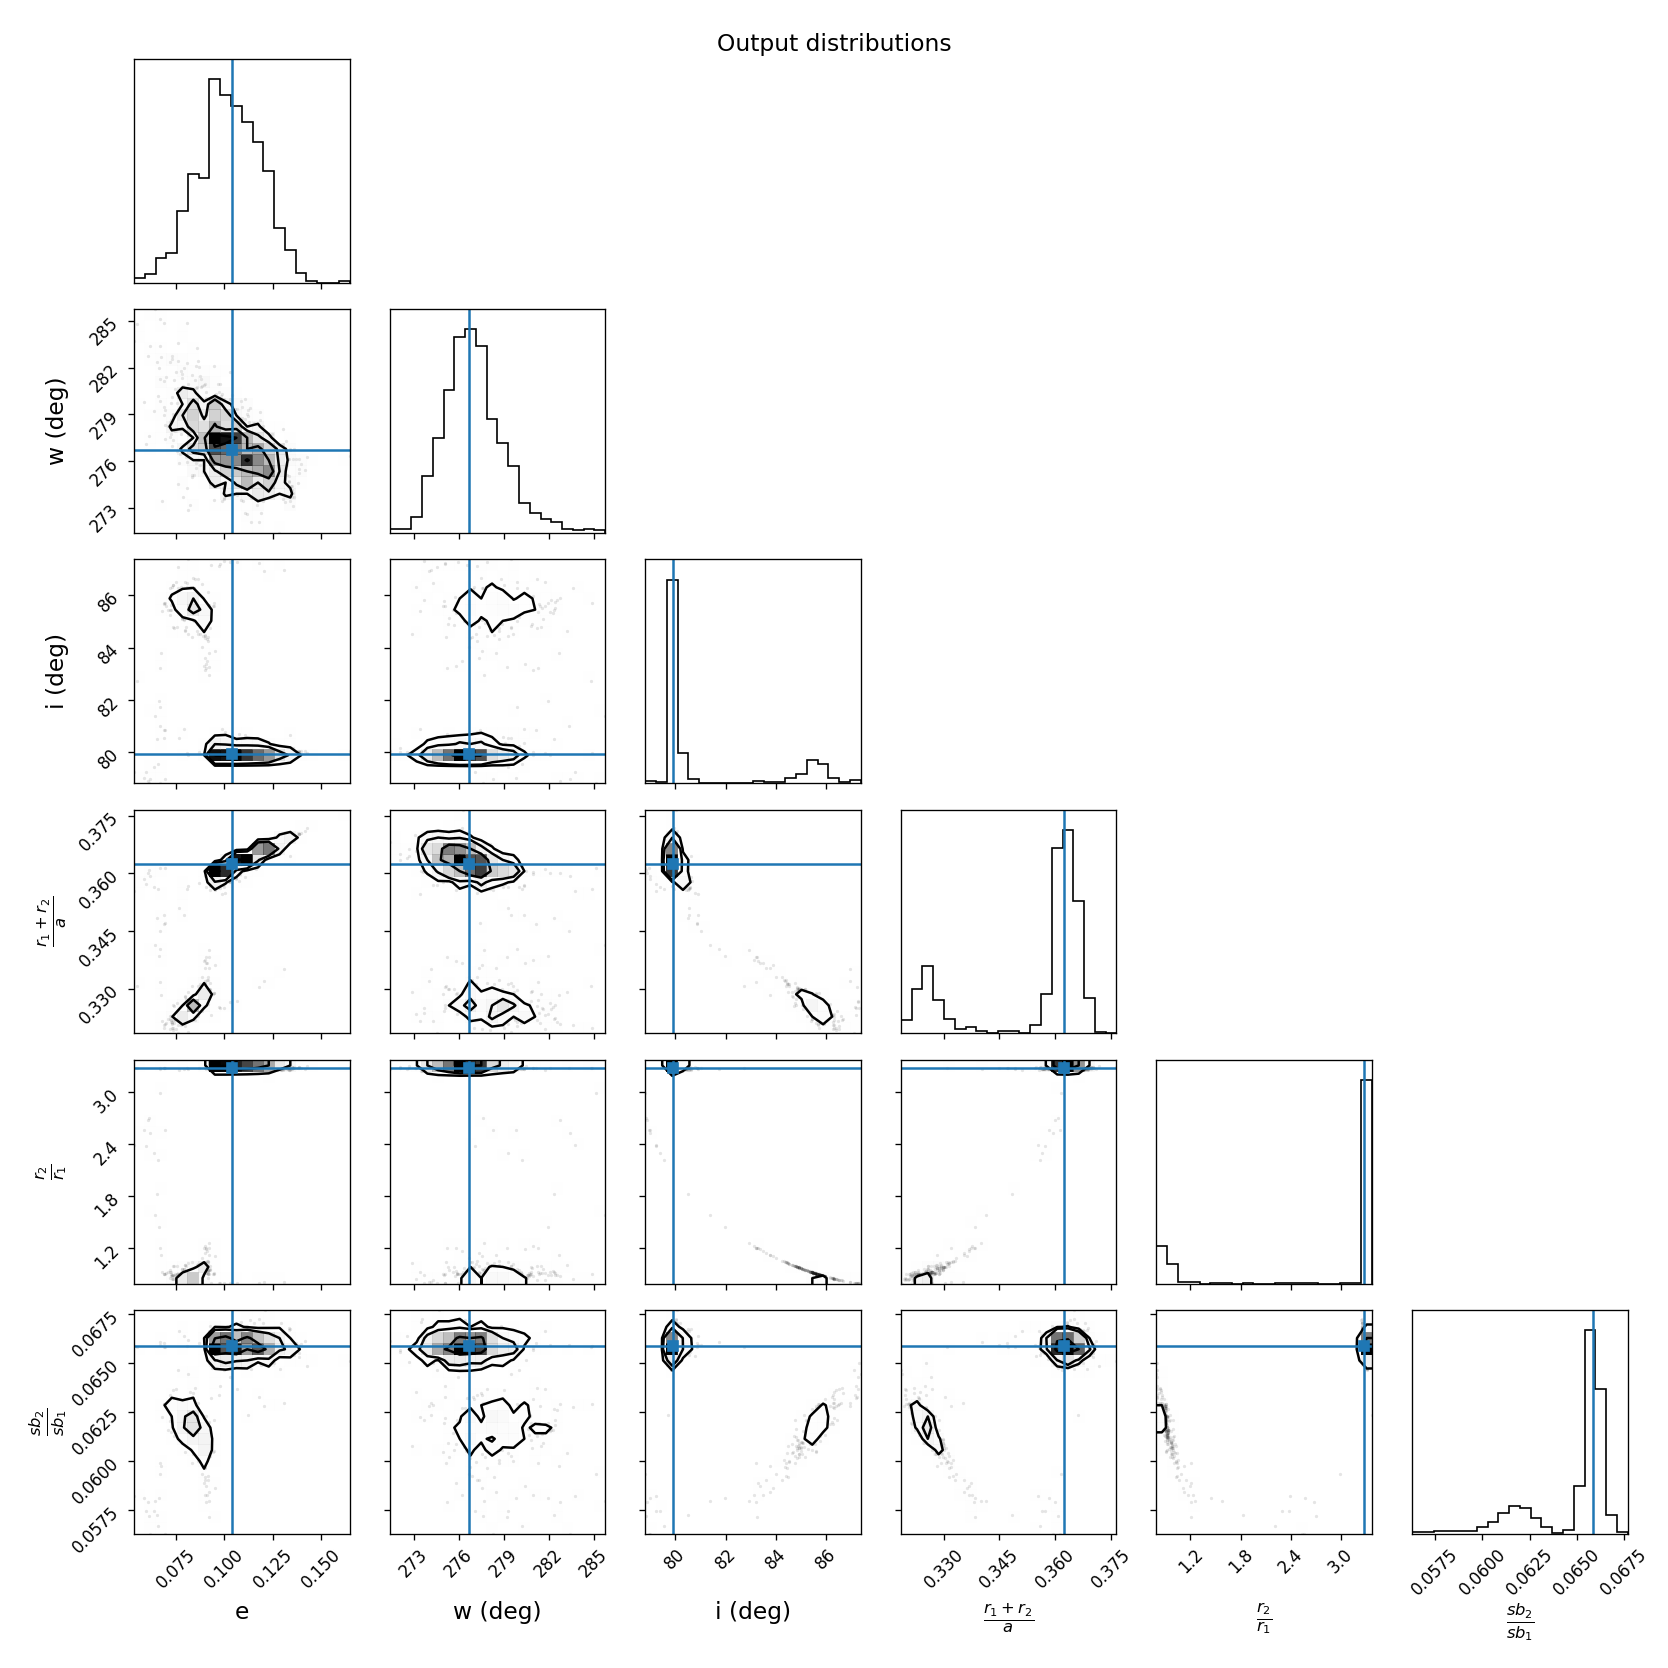 Output distributions
285
282
279
276
273
w (deg)
86
84
82
80
i (deg)
0.375
0.360
0.345
0.330
r₁ + r₂
a
3.0
2.4
1.8
1.2
r₂
r₁
0.0675
0.0650
0.0625
0.0600
0.0575
sb₂
sb₁
0.075 0.100 0.125 0.150 273 276 279 282 285 80 82 84 86 0.330 0.345 0.360 0.375 1.2 1.8 2.4 3.0 0.0575 0.0600 0.0625 0.0650 0.0675
e w (deg) i (deg)
r₁ + r₂
a
r₂
r₁
sb₂
sb₁